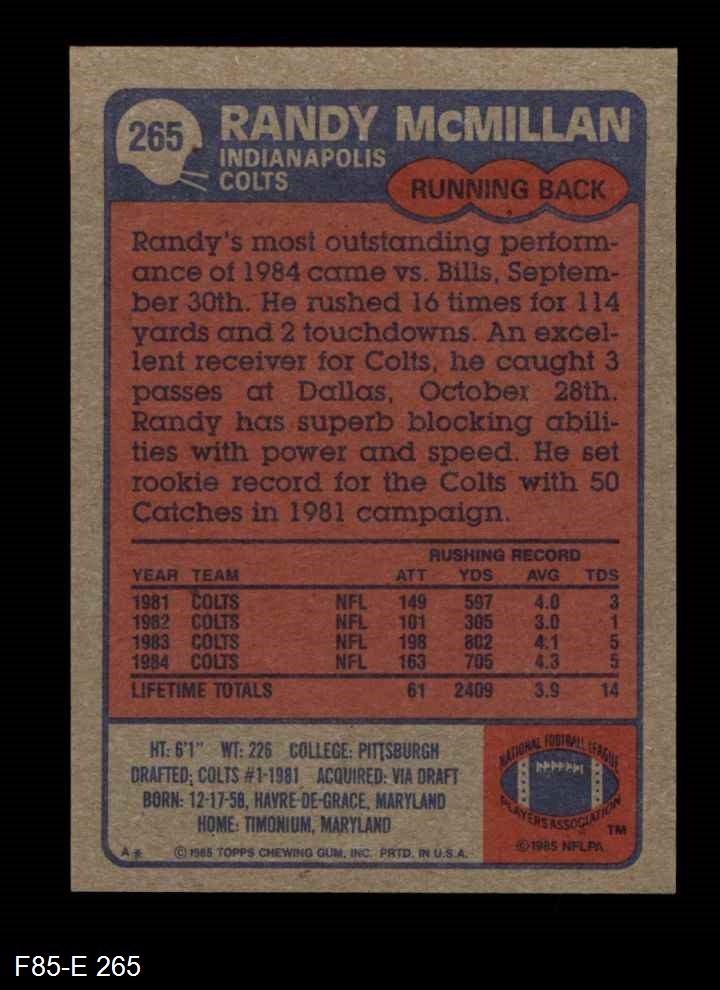 265
RANDY McMILLAN
INDIANAPOLIS
COLTS
RUNNING BACK
Randy's most outstanding perform-
ance of 1984 came vs. Bills, Septem-
ber 30th. He rushed 16 times for 114
yards and 2 touchdowns. An excel-
lent receiver for Colts, he caught 3
passes at Dallas, October 28th.
Randy has superb blocking abili-
ties with power and speed. He set
rookie record for the Colts with 50
Catches in 1981 campaign.
RUSHING RECORD
YEAR TEAM ATT YDS AVG TDS
1981 COLTS NFL 149 597 4.0 3
1982 COLTS NFL 101 305 3.0 1
1983 COLTS NFL 198 802 4.1 5
1984 COLTS NFL 163 705 4.3 5
LIFETIME TOTALS 61 2409 3.9 14
HT: 6'1" WT: 226 COLLEGE: PITTSBURGH
DRAFTED: COLTS #1-1981 ACQUIRED: VIA DRAFT
BORN: 12-17-58, HAVRE-DE-GRACE, MARYLAND
HOME: TIMONIUM, MARYLAND
A* © 1985 TOPPS CHEWING GUM, INC. PRTD. IN U.S.A.
NATIONAL FOOTBALL LEAGUE
PLAYERS ASSOCIATION
TM
© 1985 NFLPA
F85-E 265